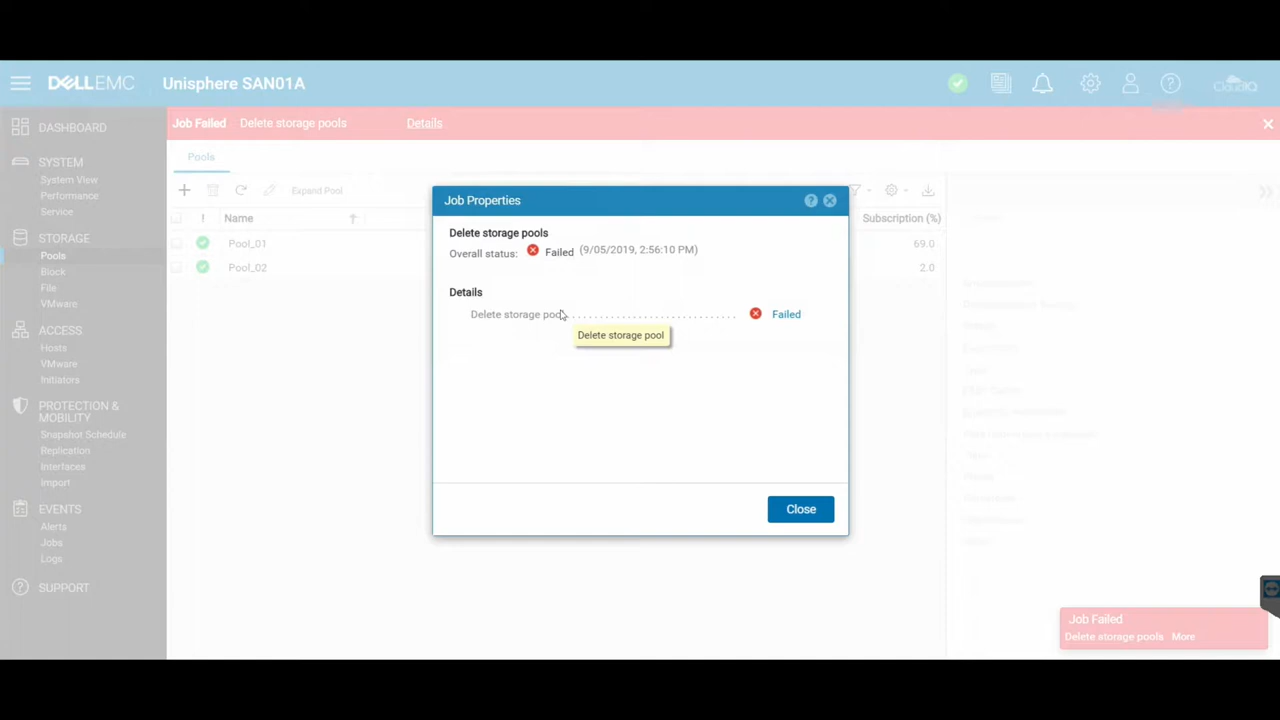 DELLEMC Unisphere SAN01A CloudIQ
Job Failed Delete storage pools Details
DASHBOARD
SYSTEM
System View
Performance
Service
STORAGE
Pools
Block
File
VMware
ACCESS
Hosts
VMware
Initiators
PROTECTION &
MOBILITY
Snapshot Schedule
Replication
Interfaces
Import
EVENTS
Alerts
Jobs
Logs
SUPPORT
Pools
Expand Pool
! Name Subscription (%)
Pool_01 69.0
Pool_02 2.0
Job Properties
Delete storage pools
Overall status: Failed (9/05/2019, 2:56:10 PM)
Details
Delete storage poo Failed
Delete storage pool
Close
Job Failed
Delete storage pools More